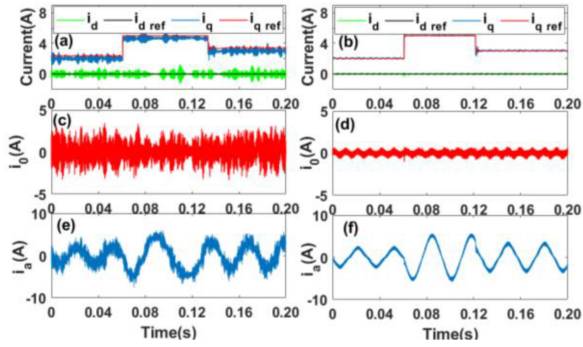 i_d i_d ref i_q i_q ref i_d i_d ref i_q i_q ref
Current(A) 8 4 0 (a) Current(A) 8 4 0 (b)
0 0.04 0.08 0.12 0.16 0.20 0 0.04 0.08 0.12 0.16 0.20
i_0(A) 5 0 -5 (c) i_0(A) 5 0 -5 (d)
0 0.04 0.08 0.12 0.16 0.20 0 0.04 0.08 0.12 0.16 0.20
i_a(A) 10 0 -10 (e) i_a(A) 10 0 -10 (f)
0 0.04 0.08 0.12 0.16 0.20 0 0.04 0.08 0.12 0.16 0.20
Time(s) Time(s)